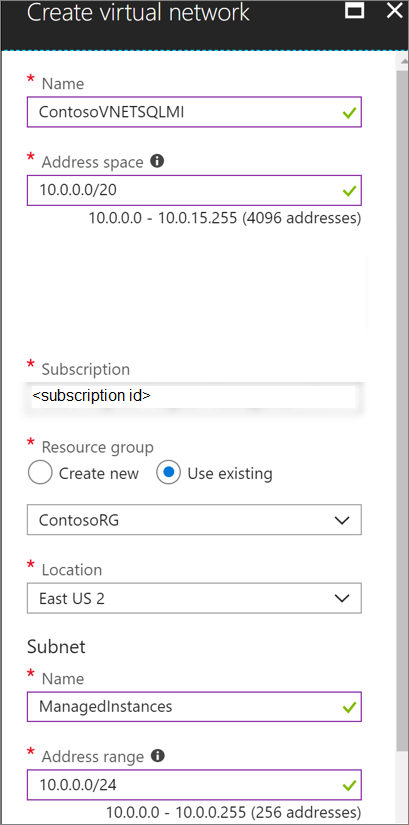 Create virtual network
* Name
ContosoVNETSQLMI
* Address space
10.0.0.0/20
10.0.0.0 - 10.0.15.255 (4096 addresses)
* Subscription
<subscription id>
* Resource group
Create new Use existing
ContosoRG
* Location
East US 2
Subnet
* Name
ManagedInstances
* Address range
10.0.0.0/24
10.0.0.0 - 10.0.0.255 (256 addresses)